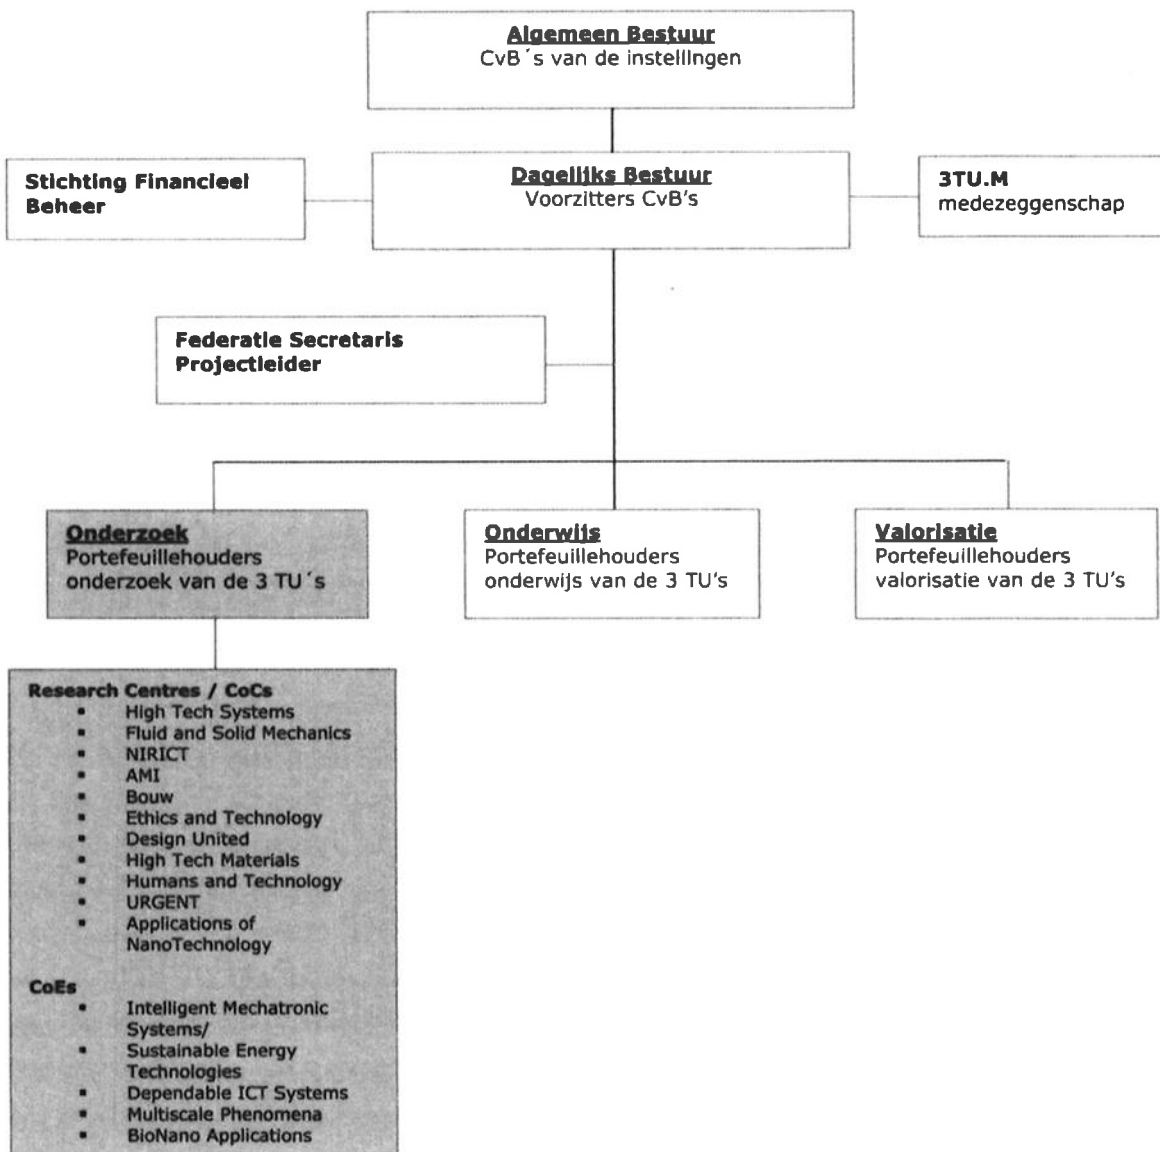 Algemeen Bestuur
CvB´s van de instellingen
Stichting Financieel
Beheer
Dagelijks Bestuur
Voorzitters CvB's
3TU.M
medezeggenschap
Federatie Secretaris
Projectleider
Onderzoek
Portefeuillehouders
onderzoek van de 3 TU´s
Onderwijs
Portefeuillehouders
onderwijs van de 3 TU's
Valorisatie
Portefeuillehouders
valorisatie van de 3 TU's
Research Centres / CoCs
▪ High Tech Systems
▪ Fluid and Solid Mechanics
▪ NIRICT
▪ AMI
▪ Bouw
▪ Ethics and Technology
▪ Design United
▪ High Tech Materials
▪ Humans and Technology
▪ URGENT
▪ Applications of
NanoTechnology
CoEs
▪ Intelligent Mechatronic
Systems/
▪ Sustainable Energy
Technologies
▪ Dependable ICT Systems
▪ Multiscale Phenomena
▪ BioNano Applications